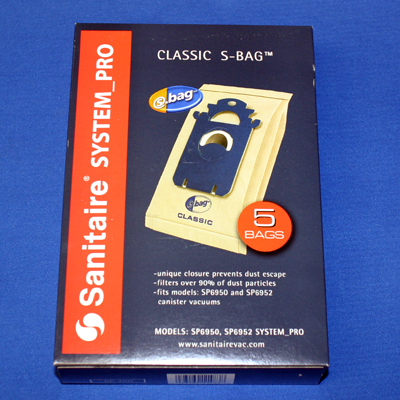 CLASSIC S-BAG™
Sanitaire® SYSTEM_PRO
s-bag®
s-bag®
CLASSIC
5
BAGS
-unique closure prevents dust escape
-filters over 90% of dust particles
-fits models: SP6950 and SP6952
canister vacuums
MODELS: SP6950, SP6952 SYSTEM_PRO
www.sanitairevac.com